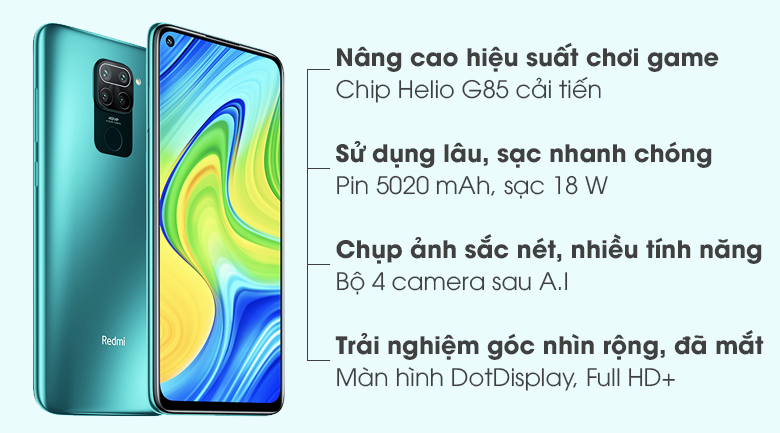 Nâng cao hiệu suất chơi game
Chip Helio G85 cải tiến
Sử dụng lâu, sạc nhanh chóng
Pin 5020 mAh, sạc 18 W
Chụp ảnh sắc nét, nhiều tính năng
Bộ 4 camera sau A.I
Trải nghiệm góc nhìn rộng, đã mắt
Màn hình DotDisplay, Full HD+
Redmi